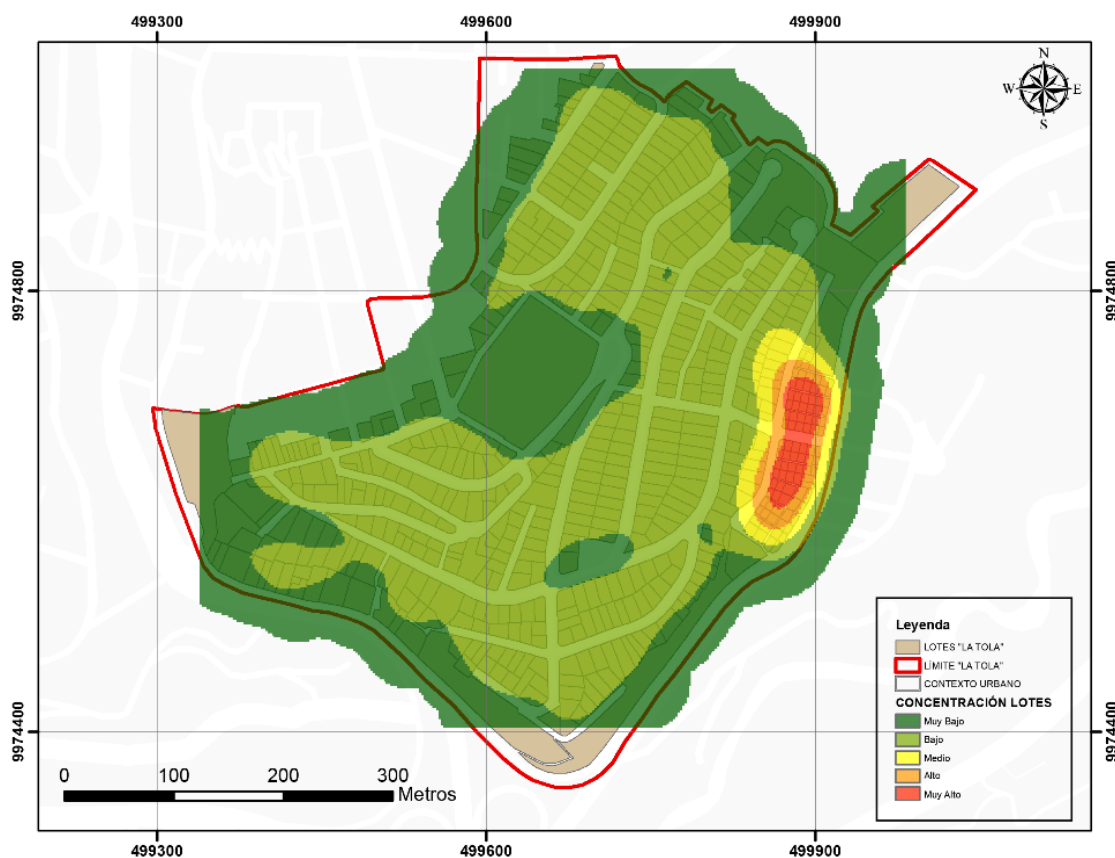 499300 499600 499900
N
W E
S
9974800 9974800
9974400 9974400
Leyenda
LOTES "LA TOLA"
LÍMITE "LA TOLA"
CONTEXTO URBANO
CONCENTRACIÓN LOTES
Muy Bajo
Bajo
Medio
Alto
Muy Alto
0 100 200 300
Metros
499300 499600 499900